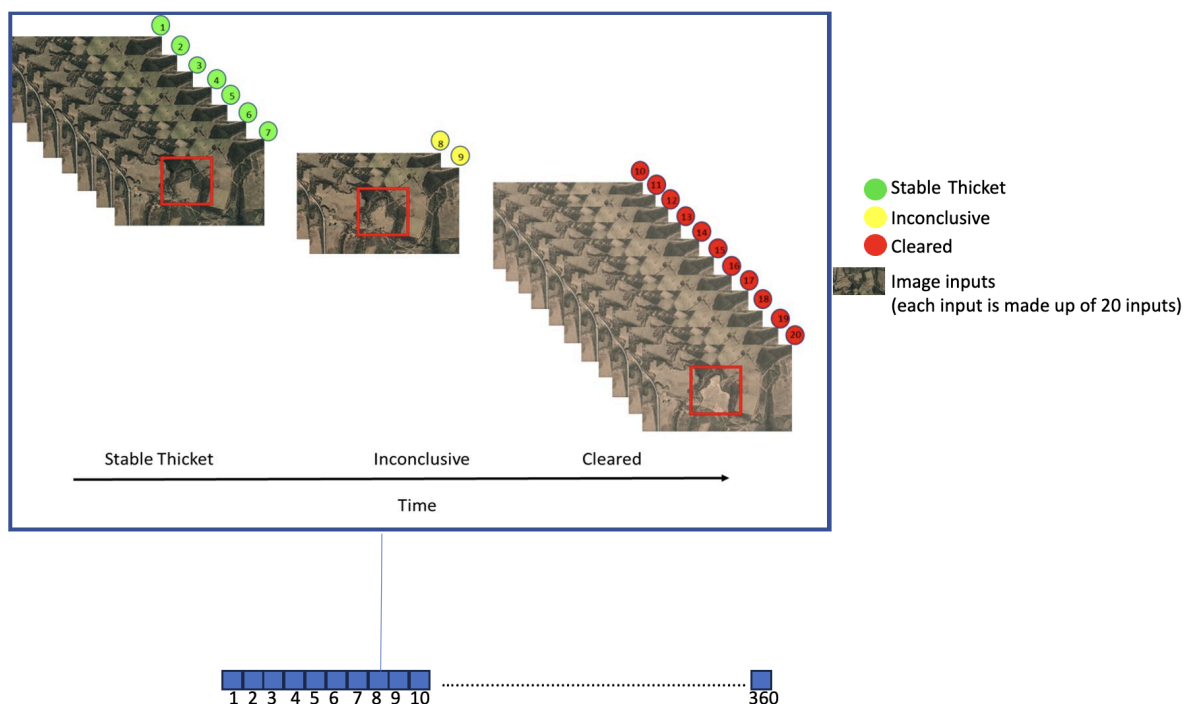 1
2
3
4
5
6
7
8
9
10
11
12
13
14
15
16
17
18
19
20
Stable Thicket
Inconclusive
Cleared
Image inputs
(each input is made up of 20 inputs)
Stable Thicket Inconclusive Cleared
Time
1 2 3 4 5 6 7 8 9 10 360